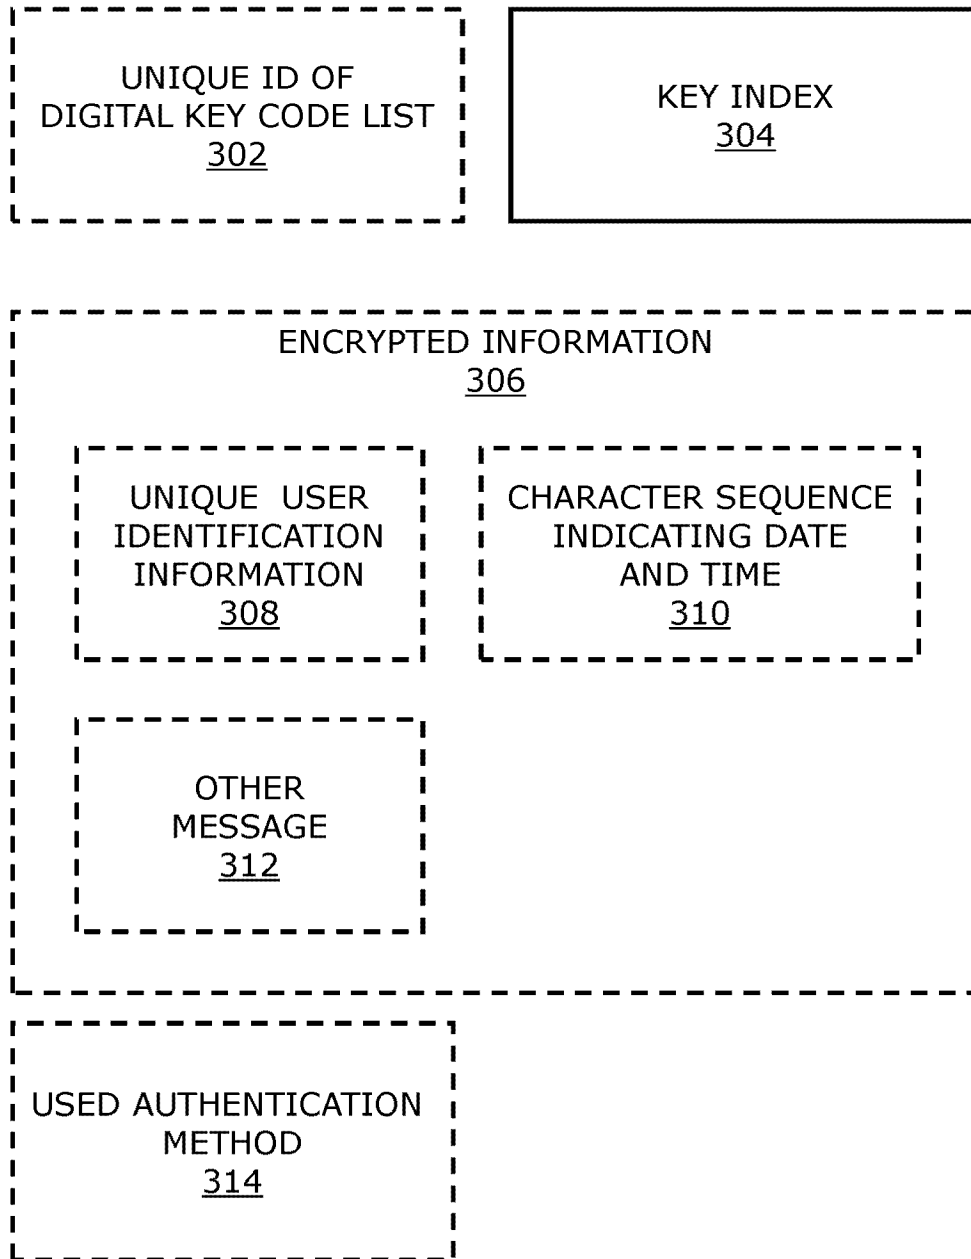 UNIQUE ID OF
DIGITAL KEY CODE LIST
302
KEY INDEX
304
ENCRYPTED INFORMATION
306
UNIQUE USER
IDENTIFICATION
INFORMATION
308
CHARACTER SEQUENCE
INDICATING DATE
AND TIME
310
OTHER
MESSAGE
312
USED AUTHENTICATION
METHOD
314